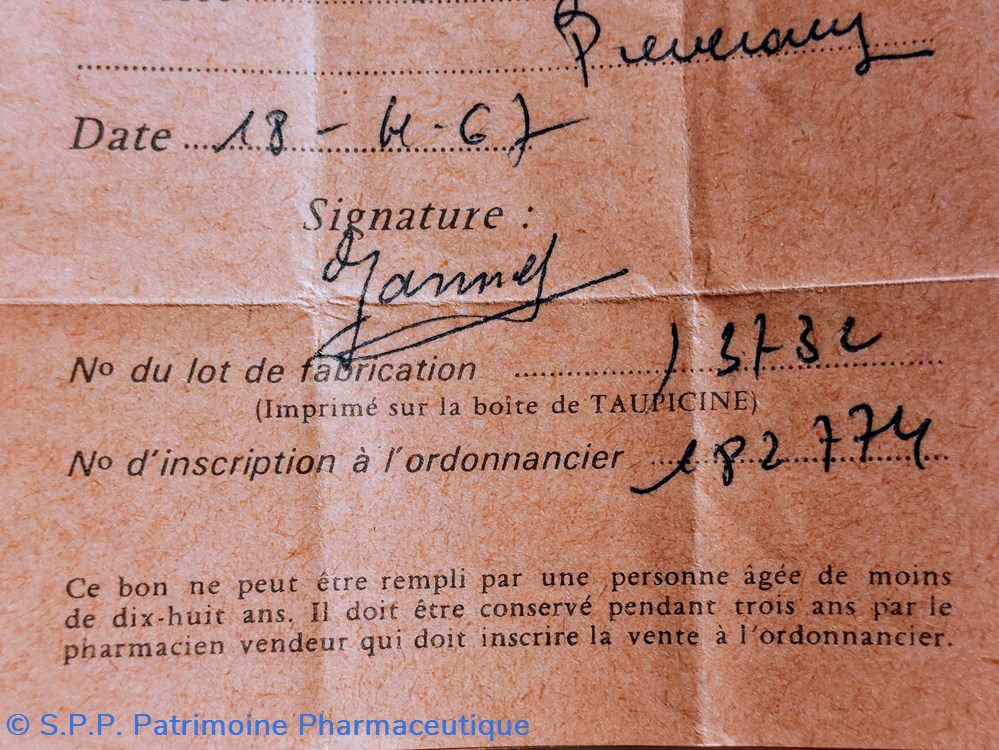 Preverany
Date 18 - 4 - 67
Signature :
N° du lot de fabrication 13732
(Imprimé sur la boîte de TAUPICINE)
N° d'inscription à l'ordonnancier 182774
Ce bon ne peut être rempli par une personne âgée de moins
de dix-huit ans. Il doit être conservé pendant trois ans par le
pharmacien vendeur qui doit inscrire la vente à l'ordonnancier.
© S.P.P. Patrimoine Pharmaceutique